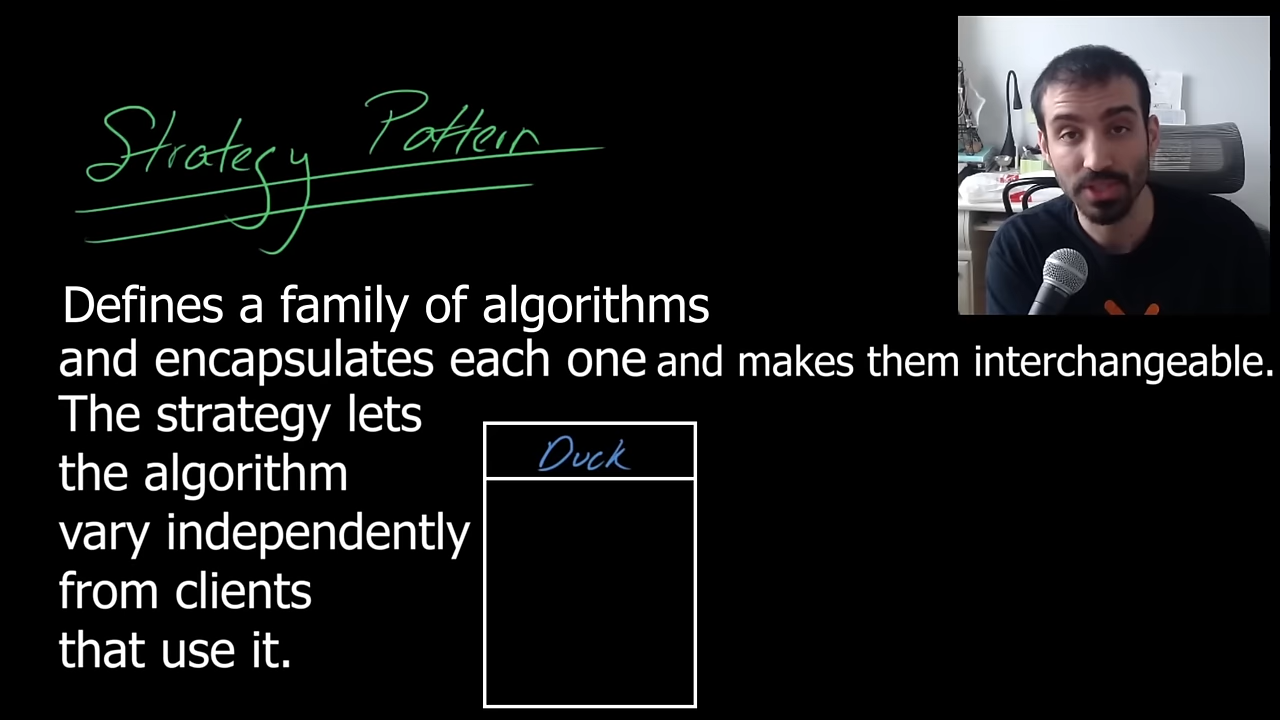 Strategy Pattern
Defines a family of algorithms
and encapsulates each one and makes them interchangeable.
The strategy lets
the algorithm
vary independently
from clients
that use it.
Duck